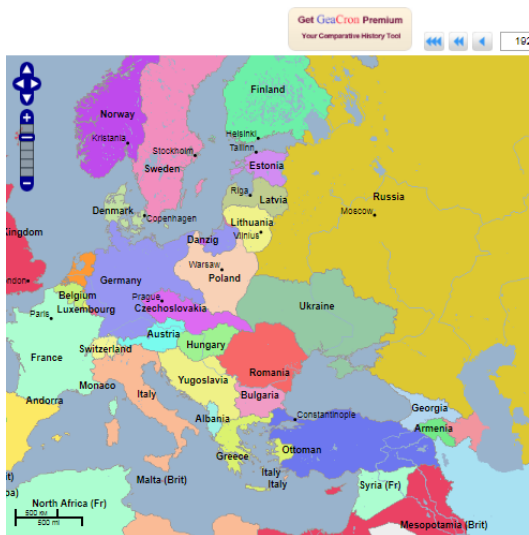 Get GeaCron Premium
Your Comparative History Tool
192
Finland
Norway
Kristania
Helsinki
Stockholm
Tallinn
Sweden
Estonia
Riga
Latvia
Russia
Denmark
Copenhagen
Moscow
Lithuania
Vilnius
Kingdom
Danzig
Warsaw
Poland
Germany
Belgium
Prague
Ukraine
Luxembourg
Czechoslovakia
Paris
Austria
Hungary
Switzerland
France
Romania
Yugoslavia
Monaco
Italy
Bulgaria
Andorra
Georgia
Albania
Constantinople
Armenia
Greece
Ottoman
Italy
Italy
Malta (Brit)
Syria (Fr)
North Africa (Fr)
500 км
500 mi
Mesopotamia (Brit)